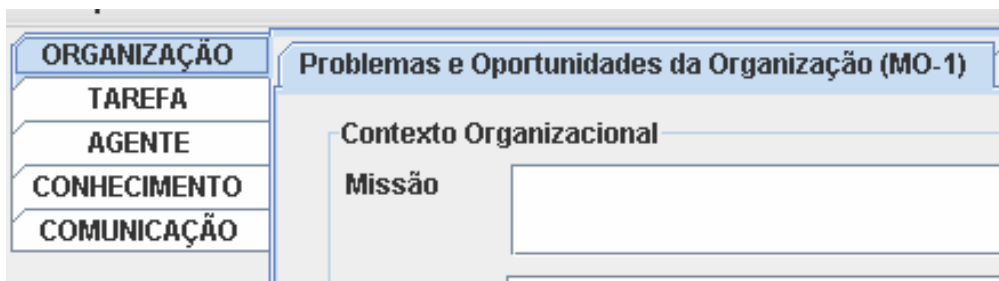 ORGANIZAÇÃO
TAREFA
AGENTE
CONHECIMENTO
COMUNICAÇÃO
Problemas e Oportunidades da Organização (MO-1)
Contexto Organizacional
Missão